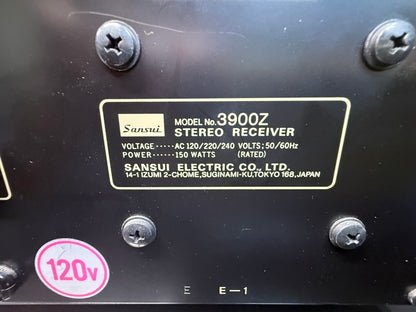 Sansui
MODEL No. 3900Z
STEREO RECEIVER
VOLTAGE ····· AC 120/220/240 VOLTS; 50/60Hz
POWER ······ 150 WATTS (RATED)
SANSUI ELECTRIC CO., LTD.
14-1 IZUMI 2-CHOME, SUGINAMI-KU, TOKYO 168, JAPAN
120v
E E-1